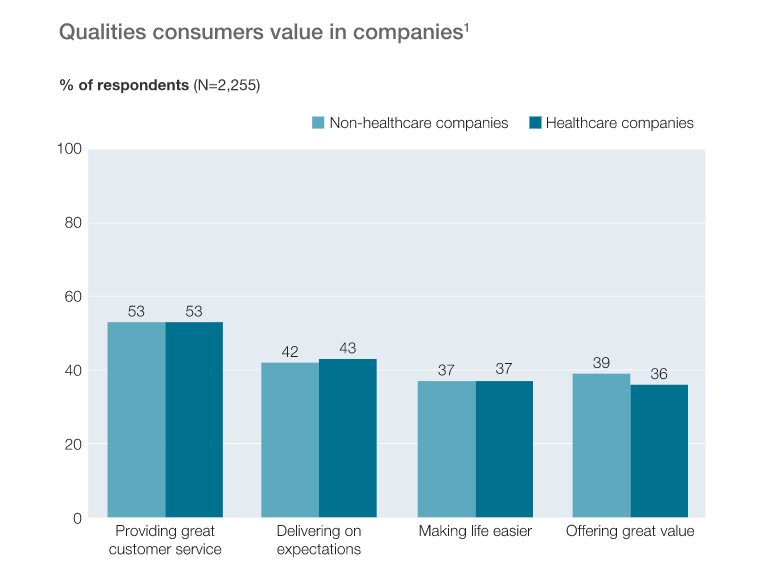 Qualities consumers value in companies¹
% of respondents (N=2,255)
Non-healthcare companies Healthcare companies
100
80
60
40
20
0
53 53
42 43
37 37
39 36
Providing great
customer service
Delivering on
expectations
Making life easier
Offering great value